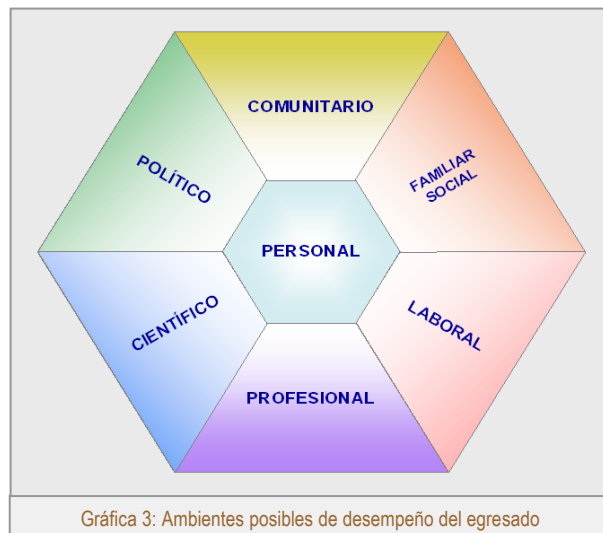 COMUNITARIO
POLÍTICO
FAMILIAR
SOCIAL
PERSONAL
CIENTÍFICO
LABORAL
PROFESIONAL
Gráfica 3: Ambientes posibles de desempeño del egresado